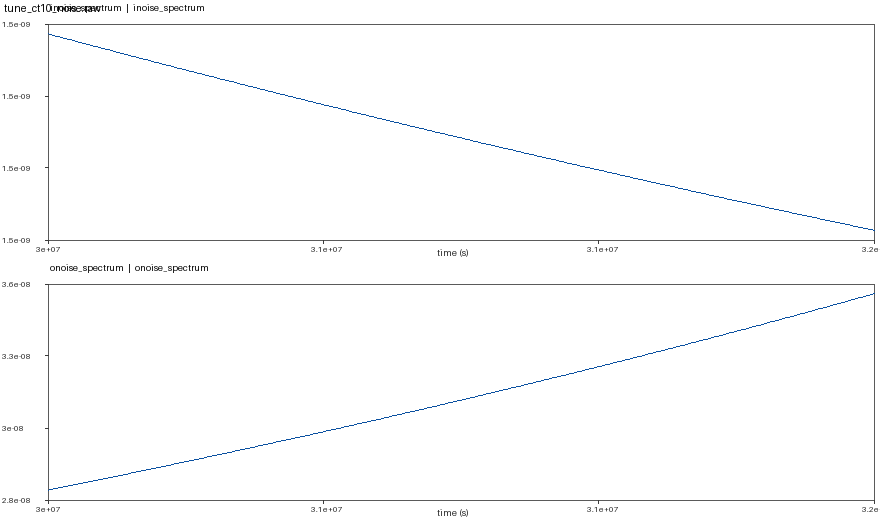 tune_ct10_noise.raw
inoise_spectrum | inoise_spectrum
1.5e-09
1.5e-09
1.5e-09
1.5e-09
3e+07 3.1e+07 3.1e+07 3.2e
time (s)
onoise_spectrum | onoise_spectrum
3.6e-08
3.3e-08
3e-08
2.8e-08
3e+07 3.1e+07 3.1e+07 3.2e
time (s)